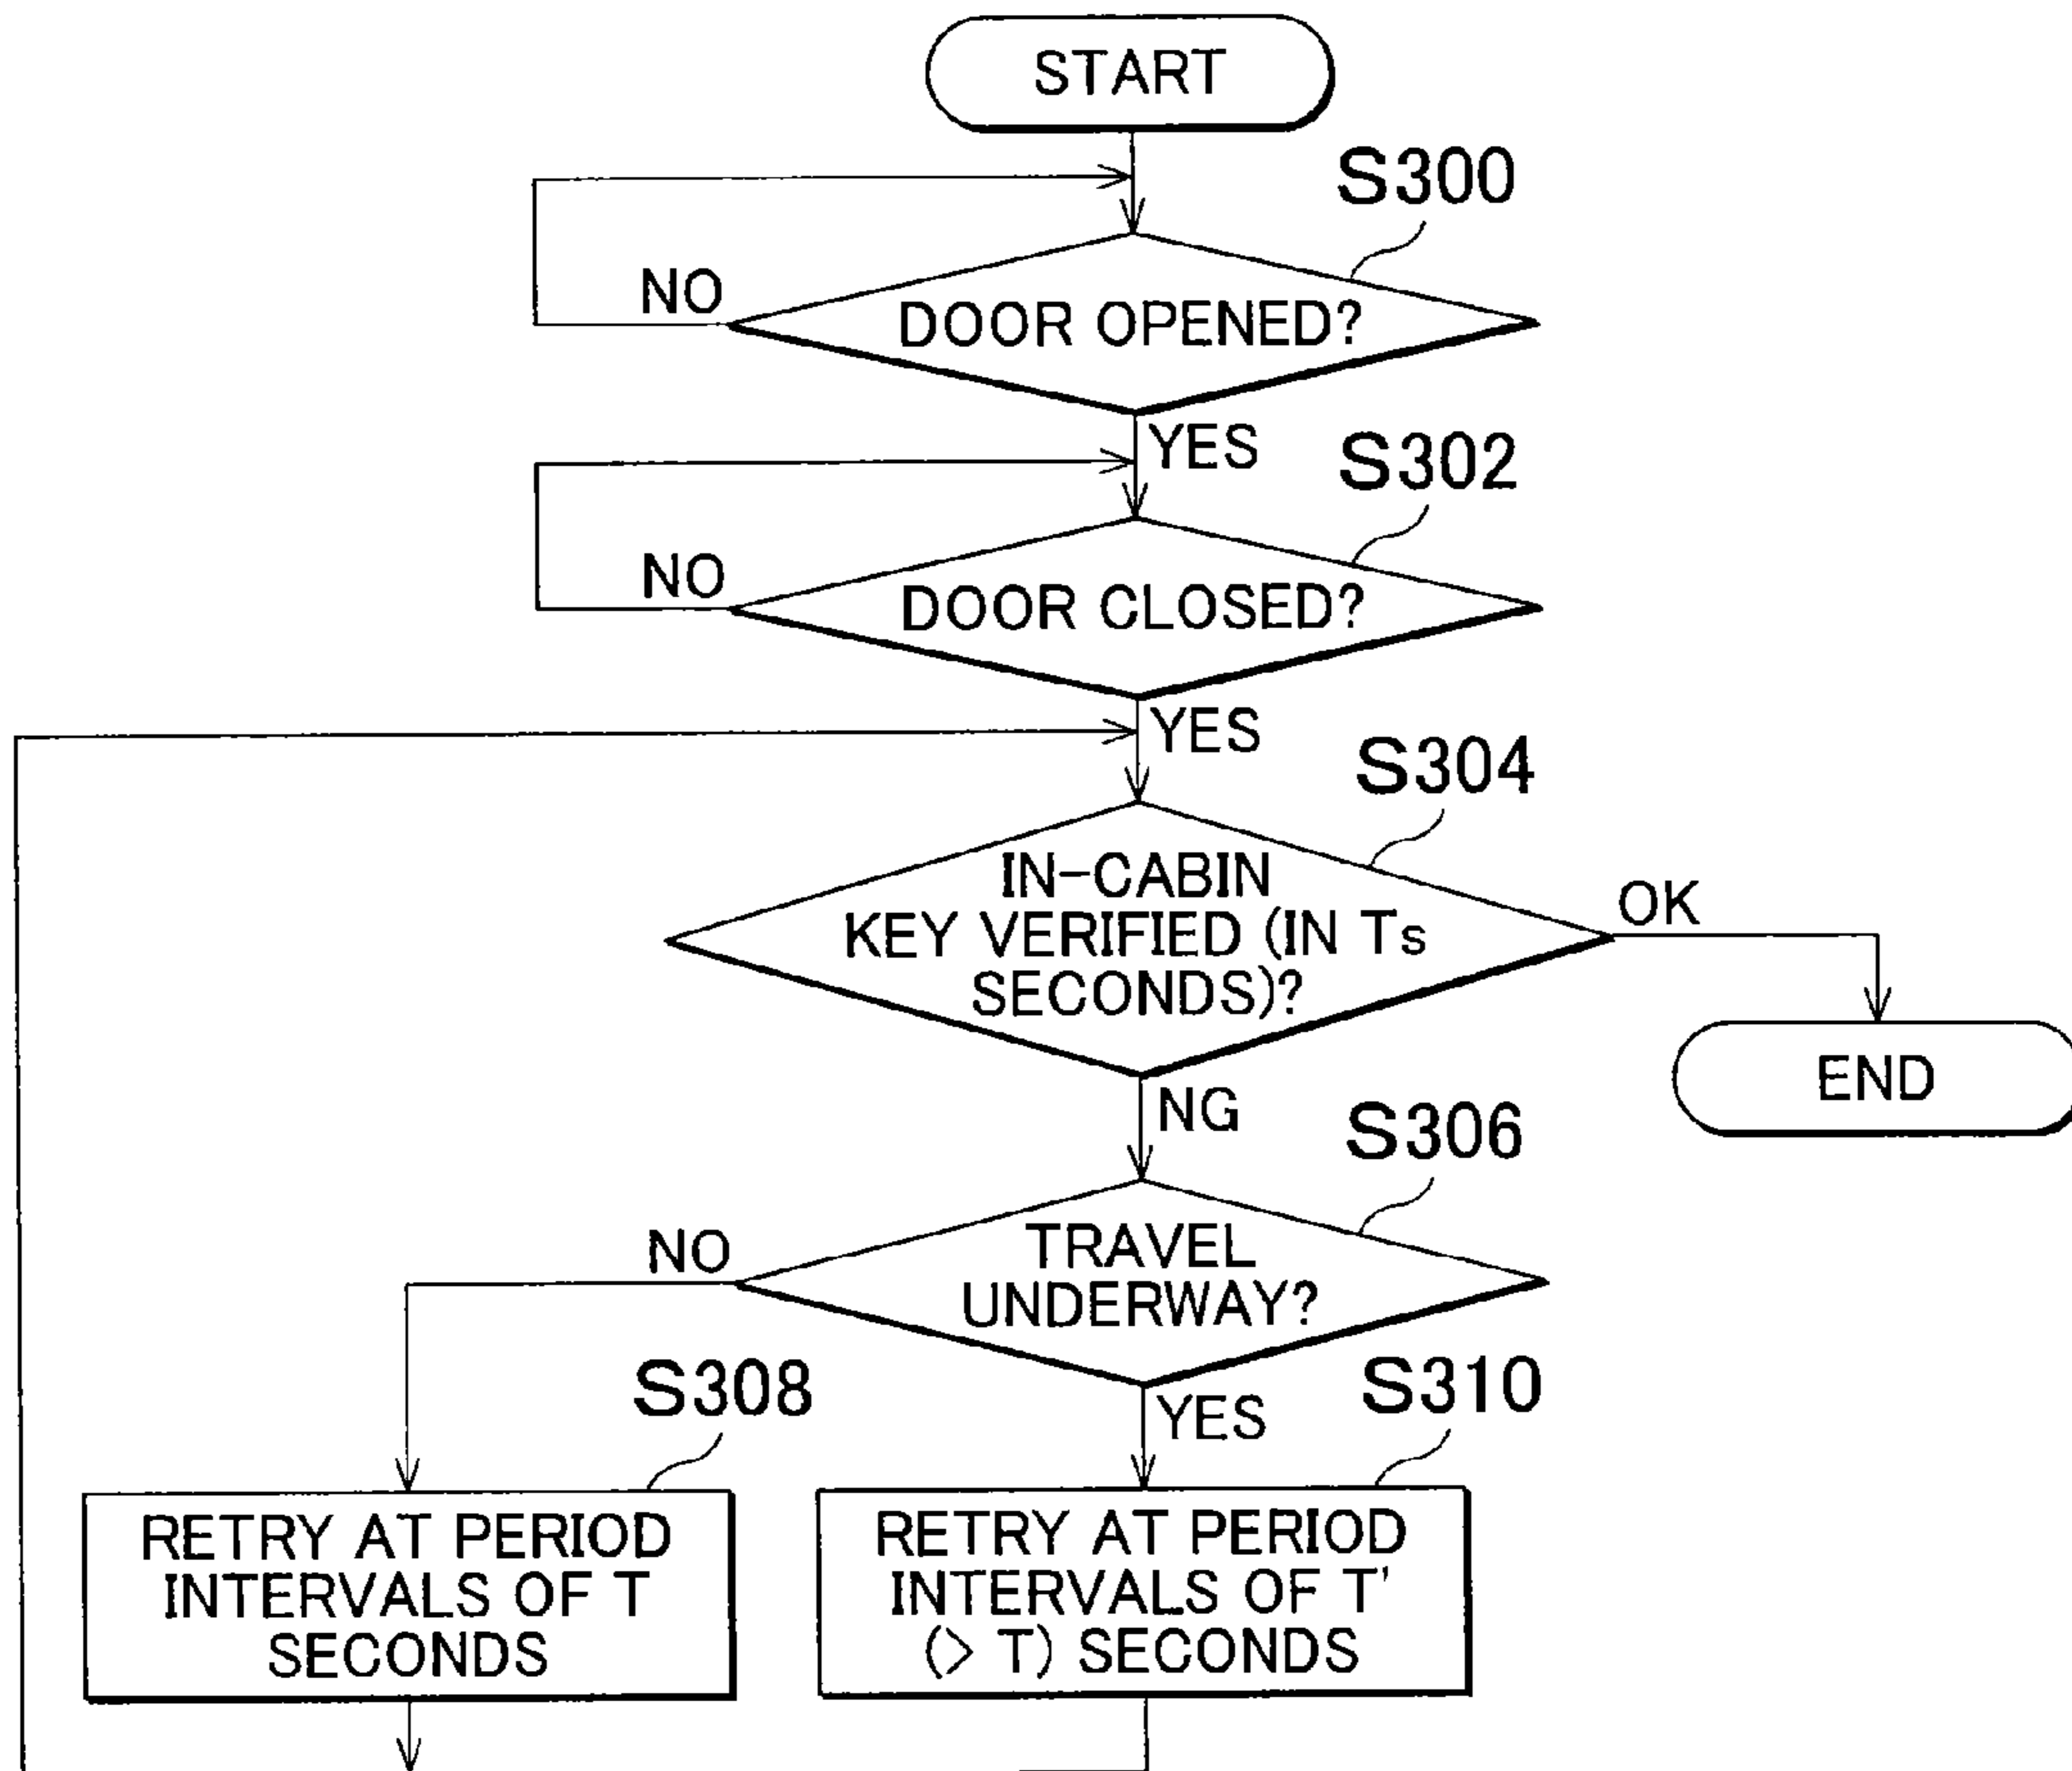 START
S300
NO
DOOR OPENED?
YES
S302
NO
DOOR CLOSED?
YES
S304
IN-CABIN
KEY VERIFIED (IN Ts
SECONDS)?
OK
END
NG
S306
NO
TRAVEL
UNDERWAY?
S308
YES
S310
RETRY AT PERIOD
INTERVALS OF T
SECONDS
RETRY AT PERIOD
INTERVALS OF T'
(> T) SECONDS